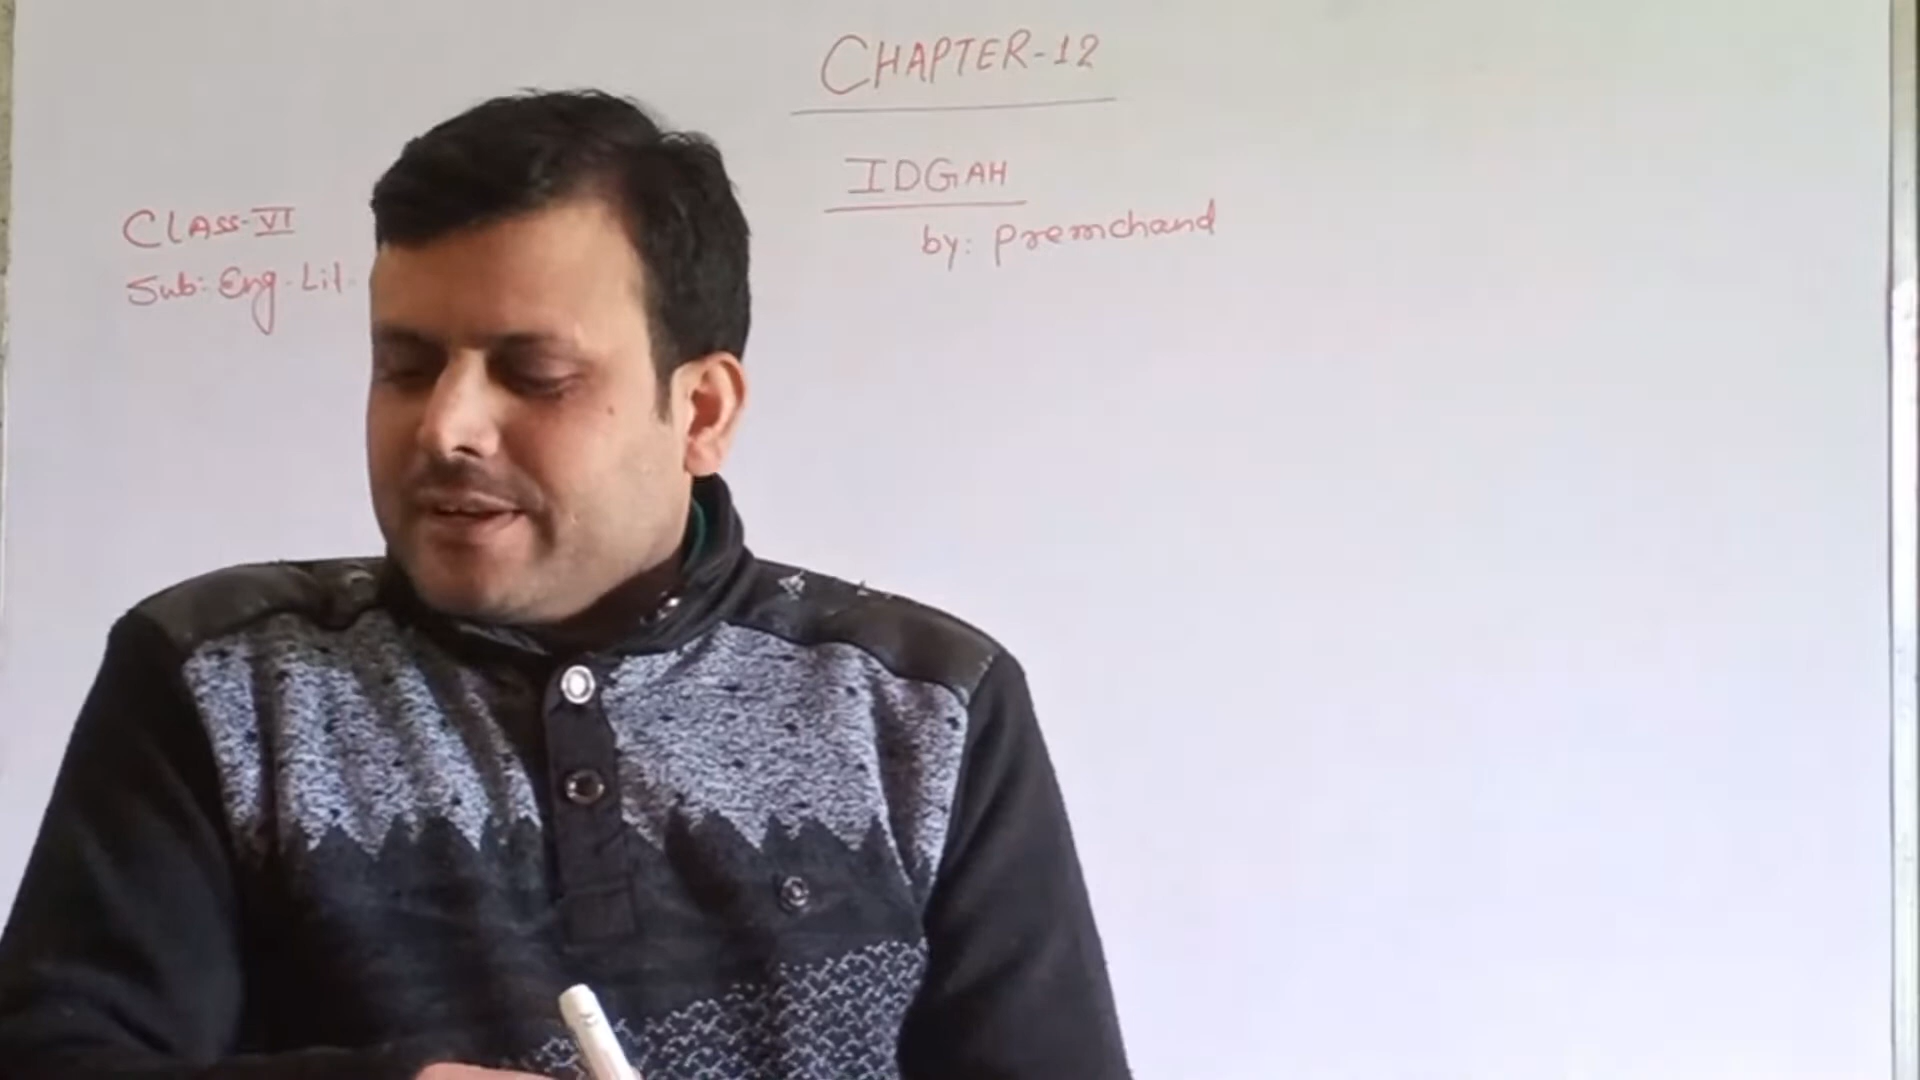 CHAPTER-12
IDGAH
by: Premchand
CLASS-VI
Sub: Eng. Lit.